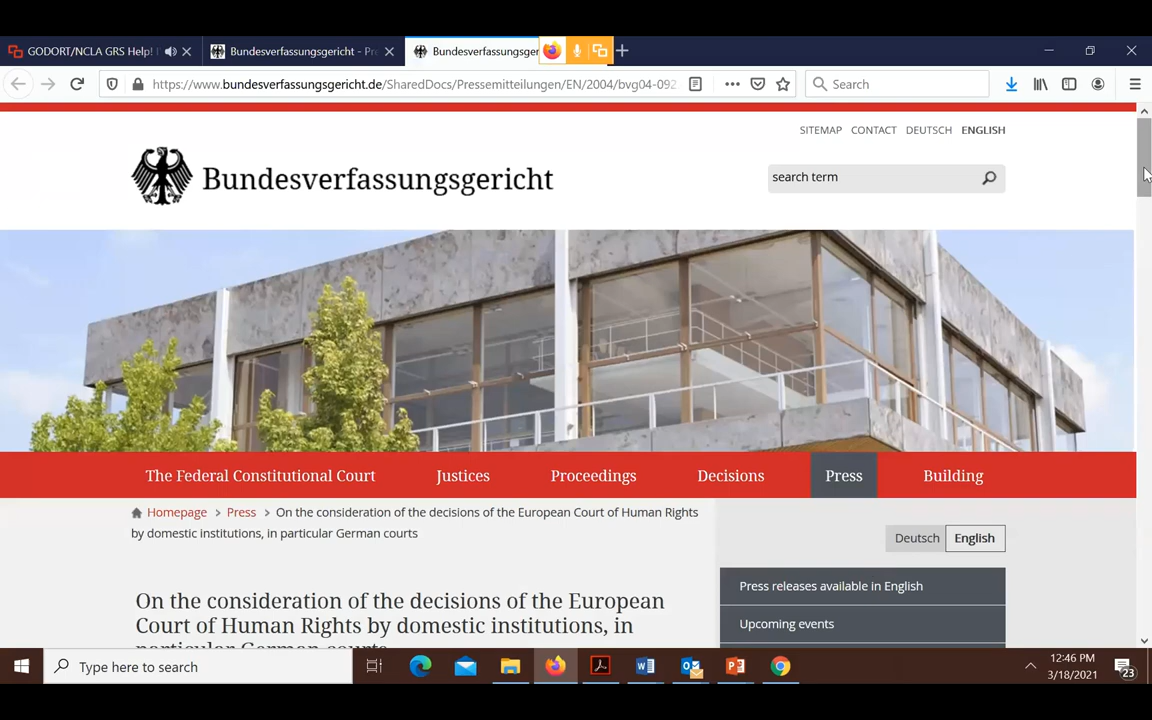 GODORT/NCLA GRS Help!
Bundesverfassungsgericht - Pre
Bundesverfassungsger
https://www.bundesverfassungsgericht.de/SharedDocs/Pressemitteilungen/EN/2004/bvg04-092
Search
SITEMAP CONTACT DEUTSCH ENGLISH
Bundesverfassungsgericht
search term
The Federal Constitutional Court Justices Proceedings Decisions Press Building
Homepage > Press > On the consideration of the decisions of the European Court of Human Rights
by domestic institutions, in particular German courts
Deutsch English
On the consideration of the decisions of the European
Court of Human Rights by domestic institutions, in
particular German courts
Press releases available in English
Upcoming events
Type here to search
12:46 PM
3/18/2021
23